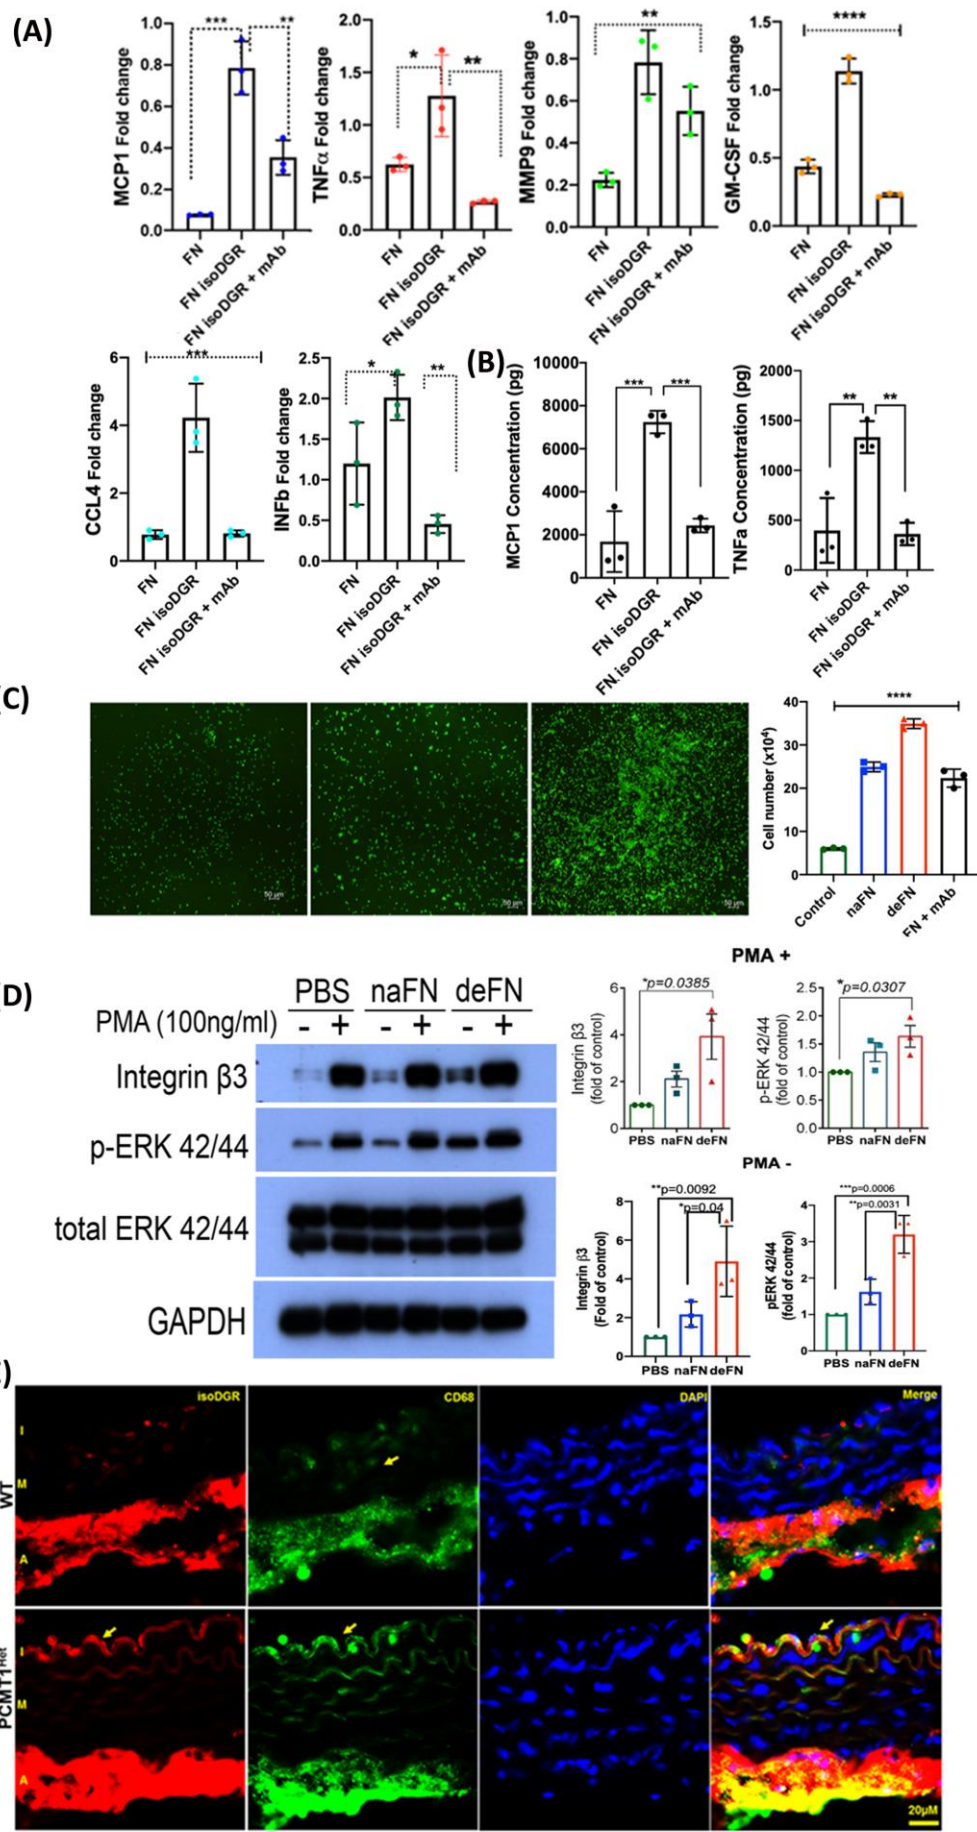 (A)
MCP1 Fold change
1.0
0.8
0.6
0.4
0.2
0.0
***
**
FN
FN isoDGR
FN isoDGR + mAb
TNFα Fold change
2.0
1.5
1.0
0.5
0.0
*
**
FN
FN isoDGR
FN isoDGR + mAb
MMP9 Fold change
1.0
0.8
0.6
0.4
0.2
0.0
**
FN
FN isoDGR
FN isoDGR + mAb
GM-CSF Fold change
1.5
1.0
0.5
0.0
****
FN
FN isoDGR
FN isoDGR + mAb
CCL4 Fold change
6
4
2
0
***
FN
FN isoDGR
FN isoDGR + mAb
INFb Fold change
2.5
2.0
1.5
1.0
0.5
0.0
*
**
FN
FN isoDGR
FN isoDGR + mAb
(B)
MCP1 Concentration (pg)
10000
8000
6000
4000
2000
0
***
***
FN
FN isoDGR
FN. isoDGR + mAb
TNFa Concentration (pg)
2000
1500
1000
500
0
**
**
FN
FN isoDGR
FN isoDGR + mAb
C)
50 μm
50 μm
50 μm
Cell number (x10⁴)
40
30
20
10
0
****
Control
naFN
deFN
FN + mAb
D)
PBS naFN deFN
PMA (100ng/ml) - + - + - +
Integrin β3
p-ERK 42/44
total ERK 42/44
GAPDH
PMA +
Integrin β3
(fold of control)
6
4
2
0
*p=0.0385
PBS naFN deFN
p-ERK 42/44
(fold of control)
2.5
2.0
1.5
1.0
0.5
0.0
*p=0.0307
PBS naFN deFN
PMA -
Integrin β3
(Fold of control)
8
6
4
2
0
**p=0.0092
*p=0.04
PBS naFN deFN
pERK 42/44
(fold of control)
4
3
2
1
0
***p=0.0006
**p=0.0031
PBS naFN deFN
)
WT
isoDGR
CD68
DAPI
Merge
I
M
A
PCMT1Het
I
M
A
20μM